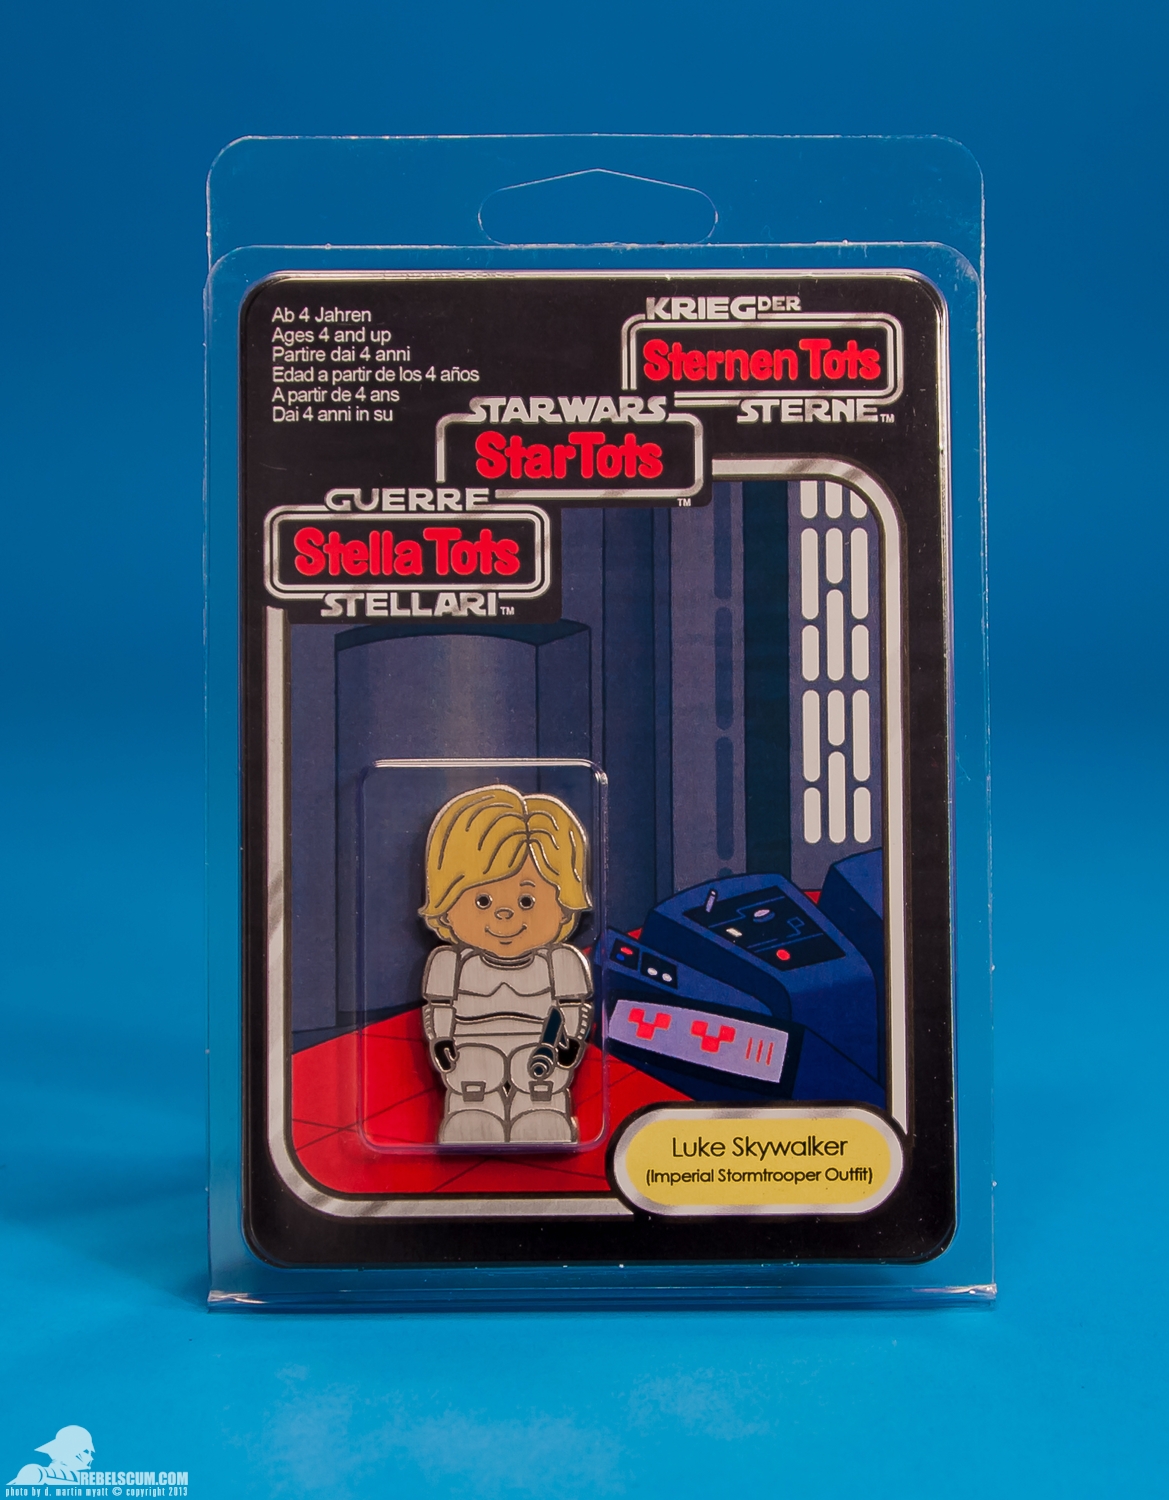 Ab 4 Jahren
Ages 4 and up
Partire dai 4 anni
Edad a partir de los 4 años
A partir de 4 ans
Dai 4 anni in su
KRIEG DER
Sternen Tots
STERNE™
STAR WARS
Star Tots
™
GUERRE
Stella Tots
STELLARI™
Luke Skywalker
(Imperial Stormtrooper Outfit)
REBELSCUM.COM
photo by d. martin myatt © copyright 2013